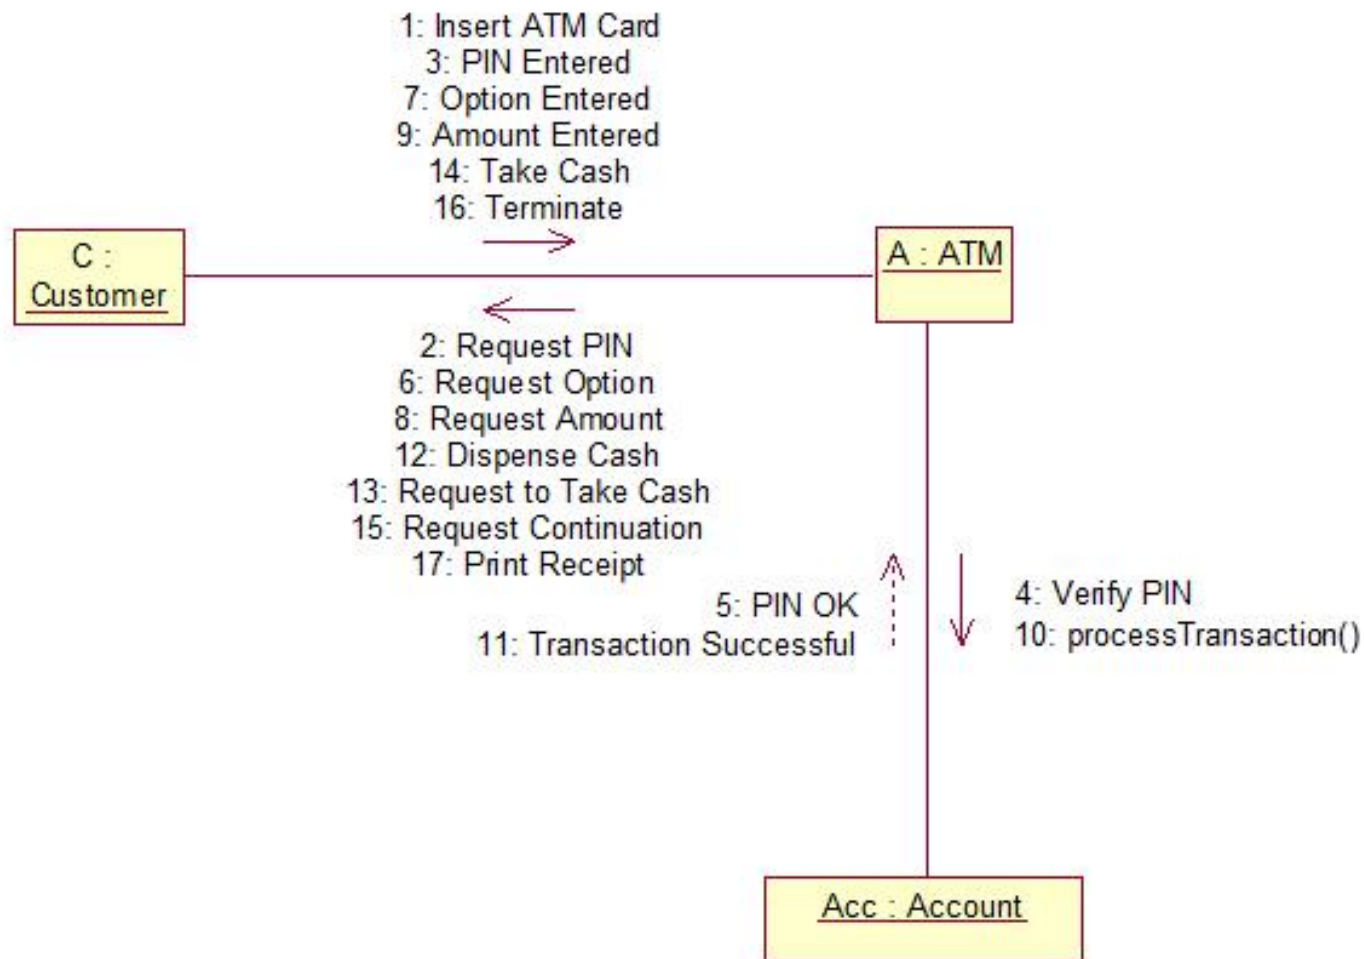 1: Insert ATM Card
3: PIN Entered
7: Option Entered
9: Amount Entered
14: Take Cash
16: Terminate
C :
Customer
A : ATM
2: Request PIN
6: Request Option
8: Request Amount
12: Dispense Cash
13: Request to Take Cash
15: Request Continuation
17: Print Receipt
5: PIN OK
11: Transaction Successful
4: Verify PIN
10: processTransaction()
Acc : Account